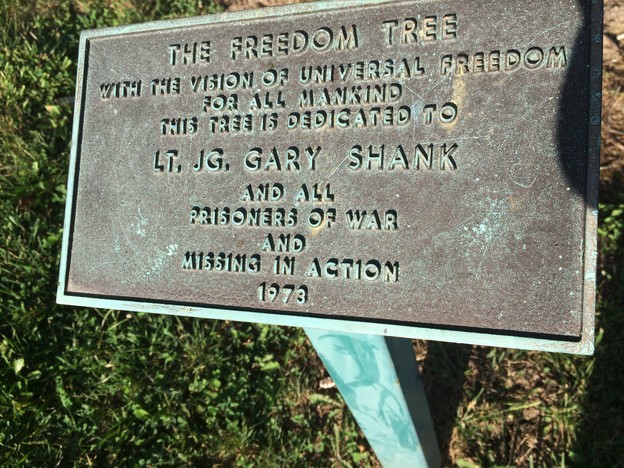 THE FREEDOM TREE
WITH THE VISION OF UNIVERSAL FREEDOM
FOR ALL MANKIND
THIS TREE IS DEDICATED TO
LT. JG. GARY SHANK
AND ALL
PRISONERS OF WAR
AND
MISSING IN ACTION
1973